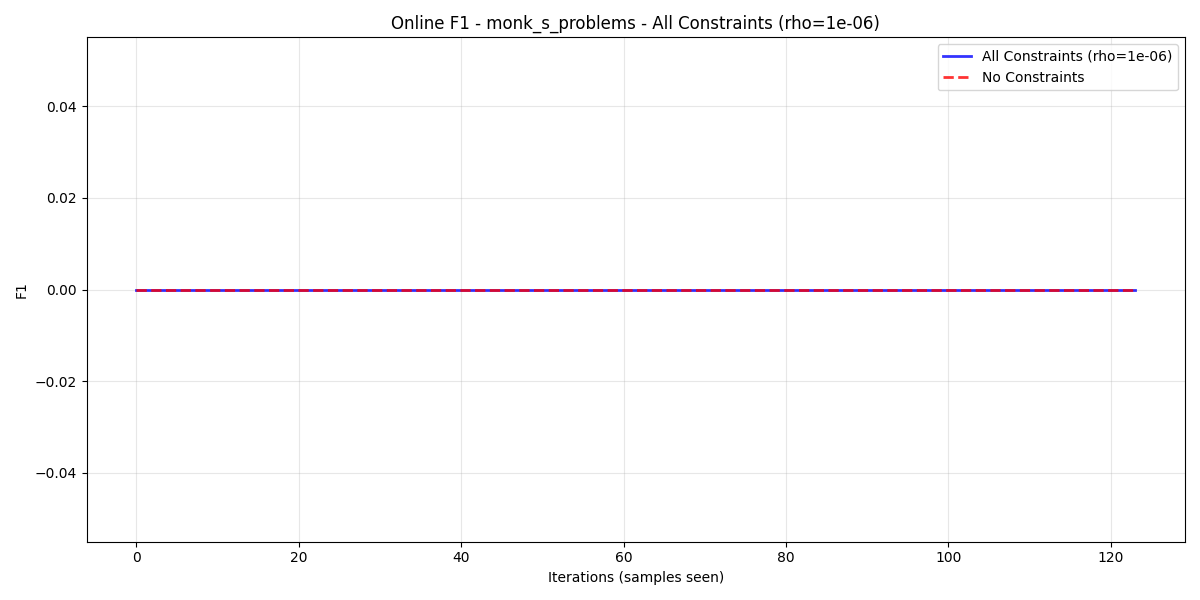 Online F1 - monk_s_problems - All Constraints (rho=1e-06)
All Constraints (rho=1e-06)
No Constraints
0.04
0.02
0.00
−0.02
−0.04
F1
0 20 40 60 80 100 120
Iterations (samples seen)